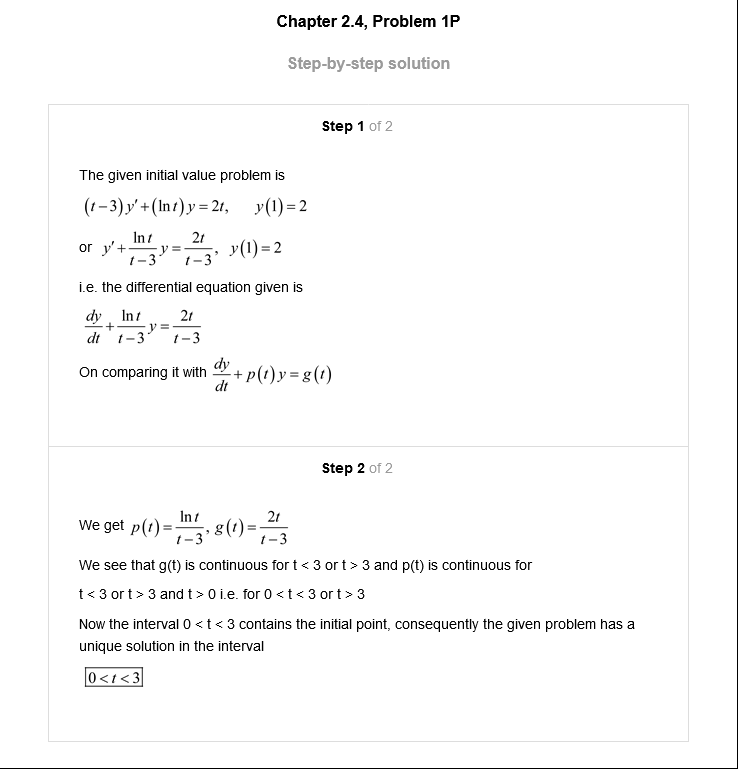 Chapter 2.4, Problem 1P
Step-by-step solution
Step 1 of 2
The given initial value problem is
(t−3)y′+(ln t)y=2t, y(1)=2
or y′+\frac{ln t}{t−3}y=\frac{2t}{t−3}, y(1)=2
i.e. the differential equation given is
\frac{dy}{dt}+\frac{ln t}{t−3}y=\frac{2t}{t−3}
On comparing it with \frac{dy}{dt}+p(t)y=g(t)
Step 2 of 2
We get p(t)=\frac{ln t}{t−3}, g(t)=\frac{2t}{t−3}
We see that g(t) is continuous for t < 3 or t > 3 and p(t) is continuous for
t < 3 or t > 3 and t > 0 i.e. for 0 < t < 3 or t > 3
Now the interval 0 < t < 3 contains the initial point, consequently the given problem has a
unique solution in the interval
0<t<3